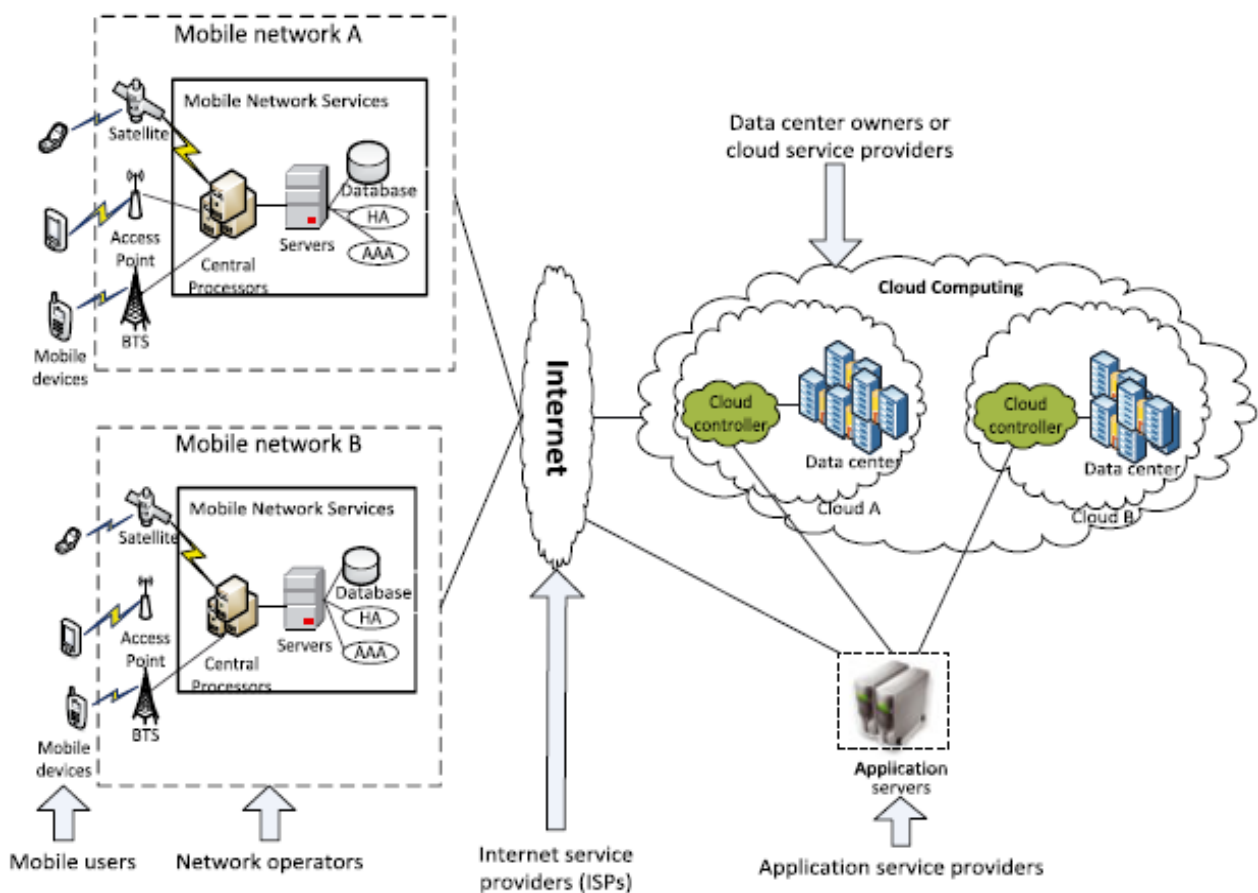 Mobile network A
Mobile Network Services
Satellite
Database
HA
AAA
Access
Point
Servers
Central
Processors
BTS
Mobile
devices
Mobile network B
Mobile Network Services
Satellite
Database
HA
AAA
Access
Point
Servers
Central
Processors
BTS
Mobile
devices
Mobile users
Network operators
Internet
Internet service
providers (ISPs)
Data center owners or
cloud service providers
Cloud Computing
Cloud
controller
Data center
Cloud A
Cloud
controller
Data center
Cloud B
Application
servers
Application service providers